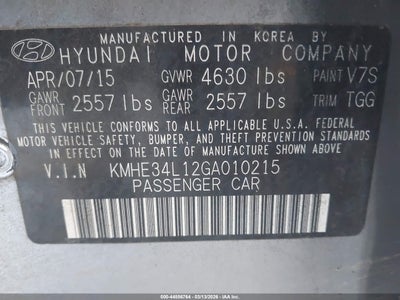 MANUFACTURED IN KOREA BY
HYUNDAI MOTOR COMPANY
APR/07/15 GVWR 4630 lbs PAINT V7S
GAWR FRONT 2557 lbs GAWR REAR 2557 lbs TRIM TGG
THIS VEHICLE CONFORMS TO ALL APPLICABLE U.S.A. FEDERAL
MOTOR VEHICLE SAFETY, BUMPER, AND THEFT PREVENTION STANDARDS
IN EFFECT ON THE DATE OF MANUFACTURE SHOWN ABOVE.
V.I.N KMHE34L12GA010215
PASSENGER CAR